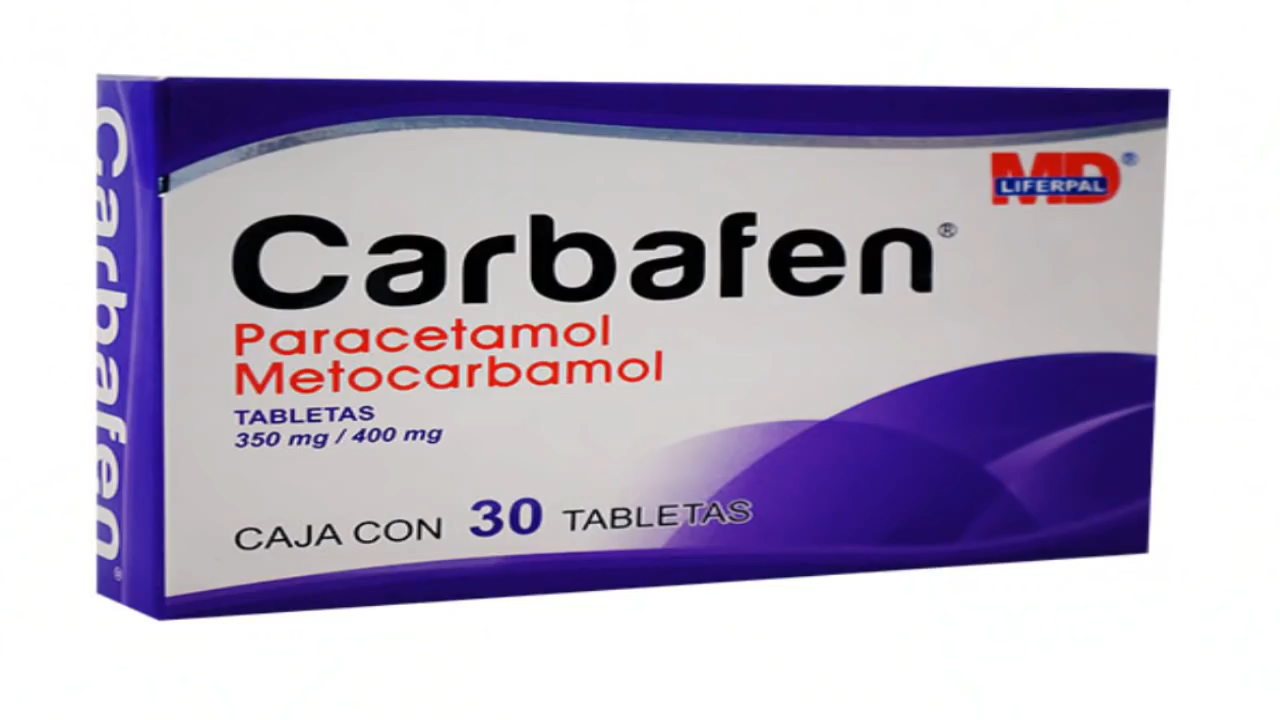 Carbafen®
MD®
LIFERPAL
Carbafen®
Paracetamol
Metocarbamol
TABLETAS
350 mg / 400 mg
CAJA CON 30 TABLETAS